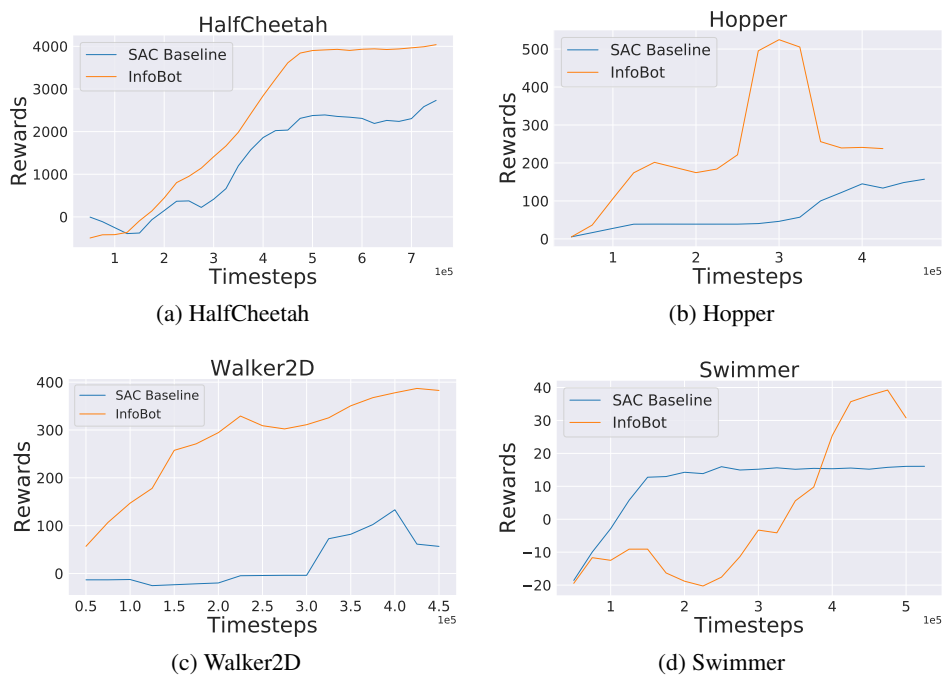 HalfCheetah
SAC Baseline
InfoBot
Rewards
4000
3000
2000
1000
0
1 2 3 4 5 6 7
1e5
Timesteps
(a) HalfCheetah
Hopper
SAC Baseline
InfoBot
Rewards
500
400
300
200
100
0
1 2 3 4
1e5
Timesteps
(b) Hopper
Walker2D
SAC Baseline
InfoBot
Rewards
400
300
200
100
0
0.5 1.0 1.5 2.0 2.5 3.0 3.5 4.0 4.5
1e5
Timesteps
(c) Walker2D
Swimmer
SAC Baseline
InfoBot
Rewards
40
30
20
10
0
−10
−20
1 2 3 4 5
1e5
Timesteps
(d) Swimmer